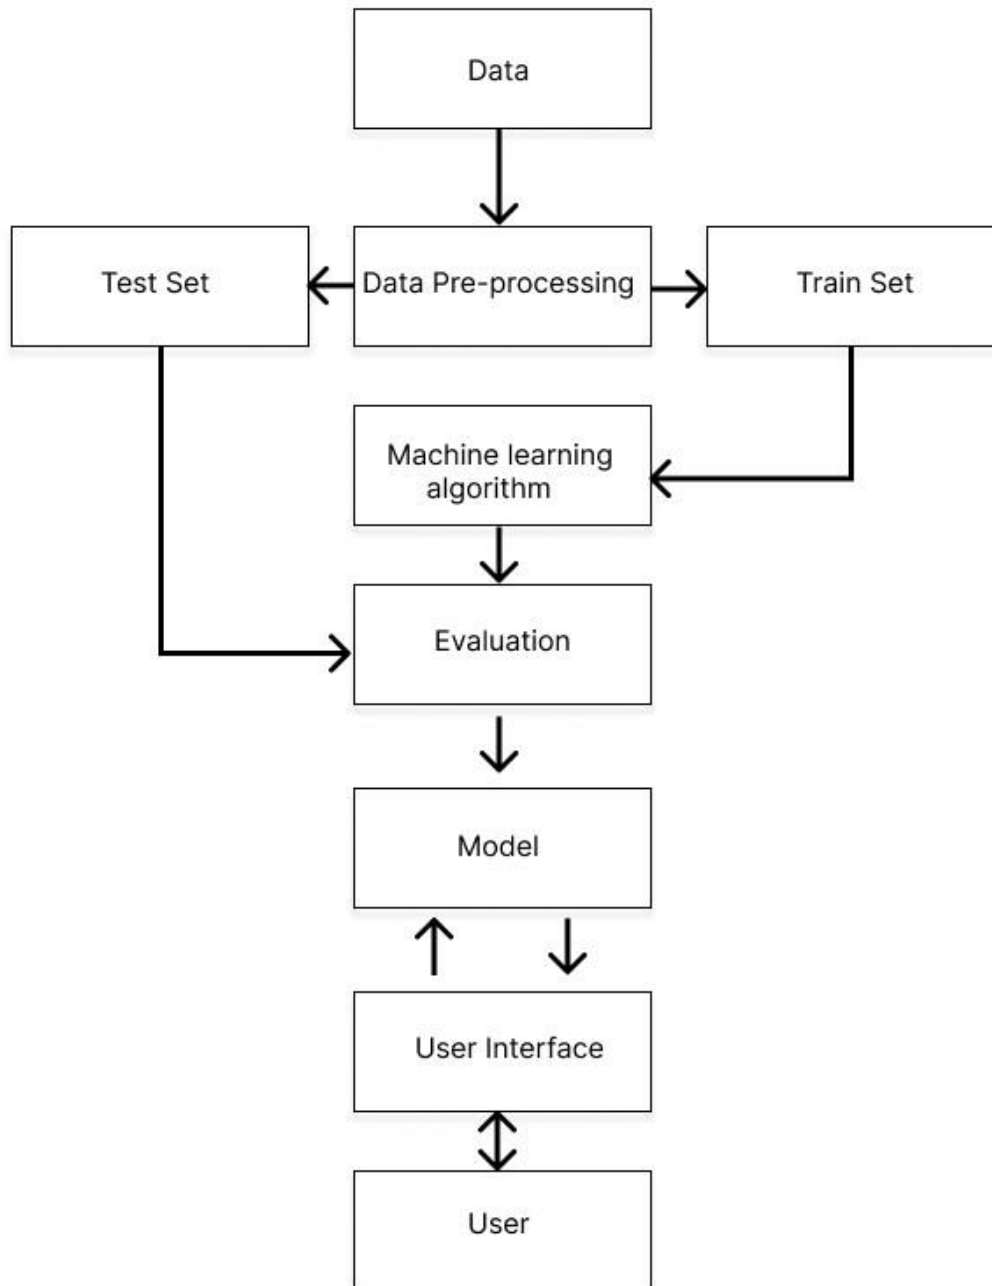 Data
Test Set
Data Pre-processing
Train Set
Machine learning
algorithm
Evaluation
Model
User Interface
User